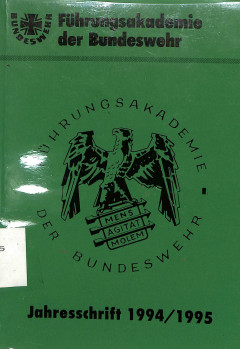 BUNDESWEHR
Führungsakademie
der Bundeswehr
FÜHRUNGSAKADEMIE
DER BUNDESWEHR
MENS
AGITAT
MOLEM
Jahresschrift 1994/1995